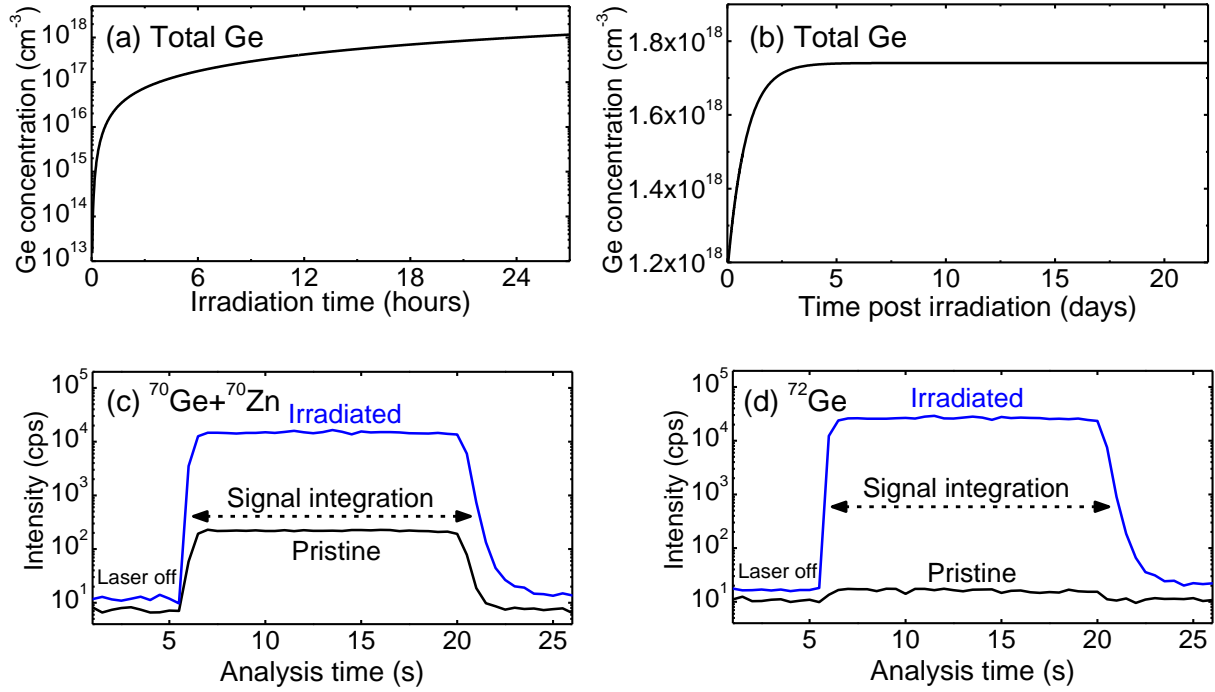 (a) Total Ge
Ge concentration (cm⁻³)
10¹⁸
10¹⁷
10¹⁶
10¹⁵
10¹⁴
10¹³
0 6 12 18 24
Irradiation time (hours)
(b) Total Ge
Ge concentration (cm⁻³)
1.8x10¹⁸
1.6x10¹⁸
1.4x10¹⁸
1.2x10¹⁸
0 5 10 15 20
Time post irradiation (days)
(c) ⁷⁰Ge+⁷⁰Zn
Intensity (cps)
10⁵
10⁴
10³
10²
10¹
Irradiated
Signal integration
Pristine
Laser off
5 10 15 20 25
Analysis time (s)
(d) ⁷²Ge
Intensity (cps)
10⁵
10⁴
10³
10²
10¹
Irradiated
Signal integration
Pristine
Laser off
5 10 15 20 25
Analysis time (s)